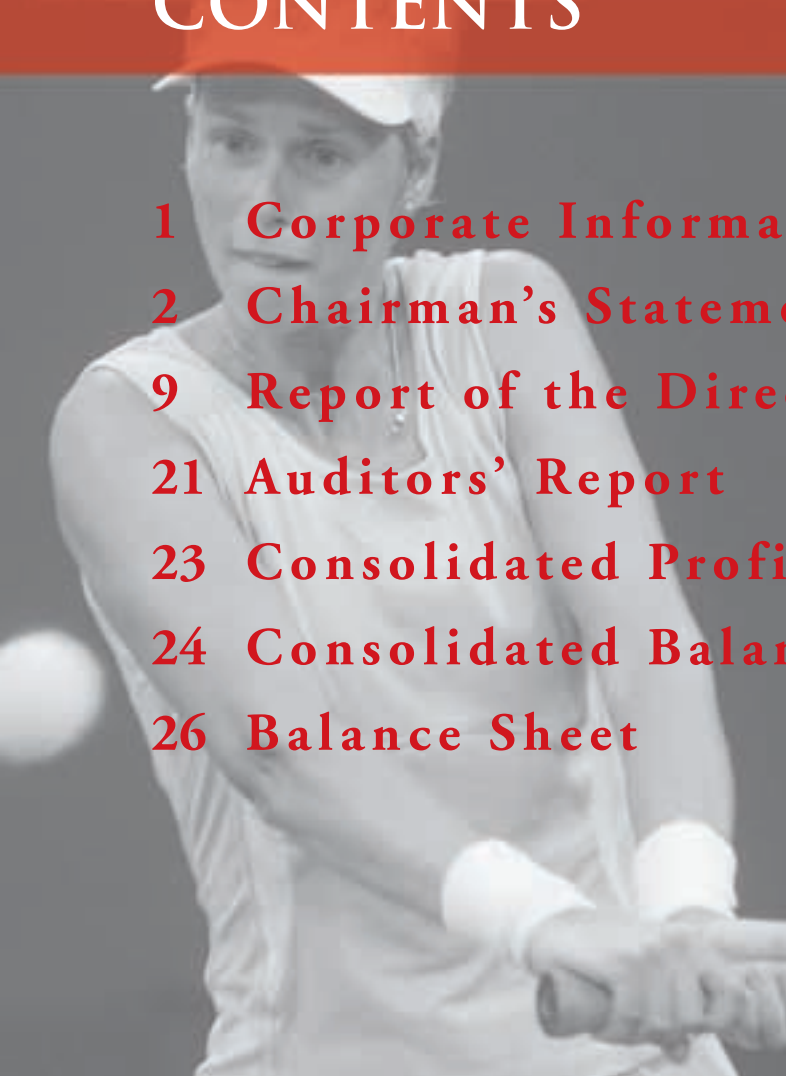 CONTENTS
1 Corporate Informa
2 Chairman’s Stateme
9 Report of the Dire
21 Auditors’ Report
23 Consolidated Profi
24 Consolidated Balan
26 Balance Sheet